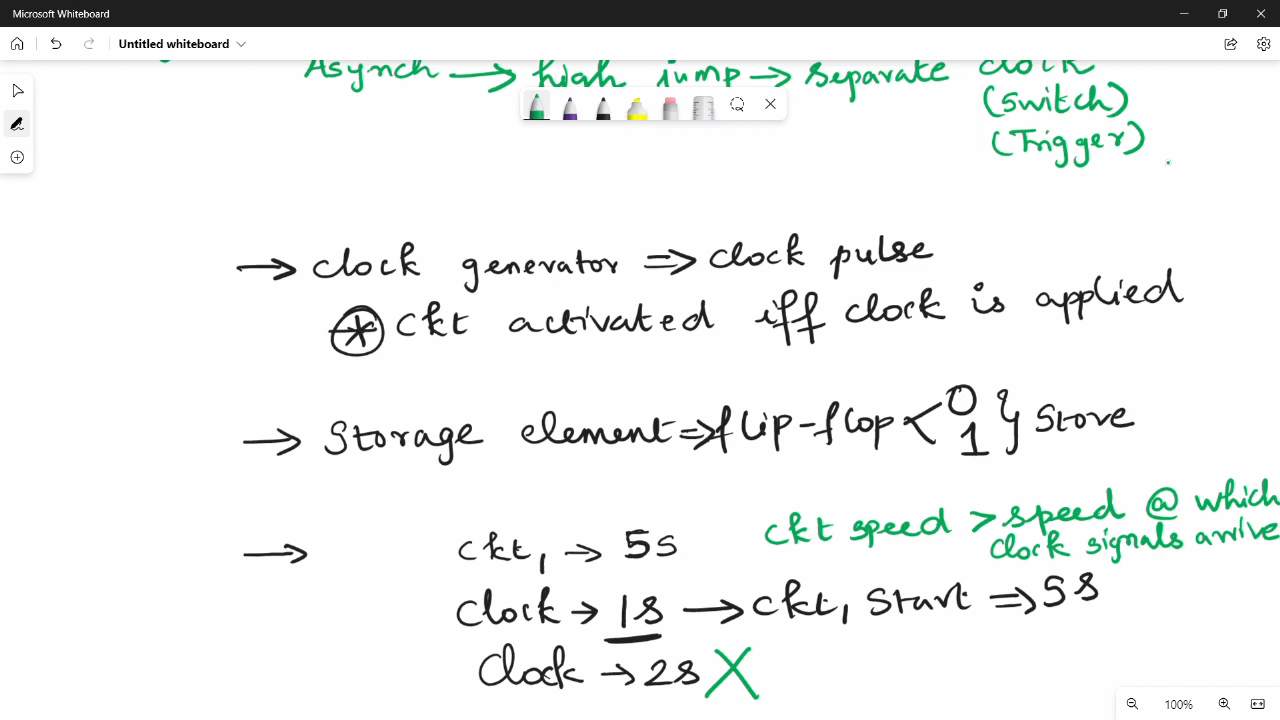 Microsoft Whiteboard
Untitled whiteboard
Asynch → high jump → separate clock
(switch)
(Trigger)
→ clock generator ⇒ clock pulse
* ckt activated iff clock is applied
→ Storage element ⇒ flip-flop < 0 1 } Store
ckt speed > speed @ which
clock signals arrive
→ ckt, → 5s
Clock → 1s → ckt, Start ⇒ 5s
Clock → 2s X
100%